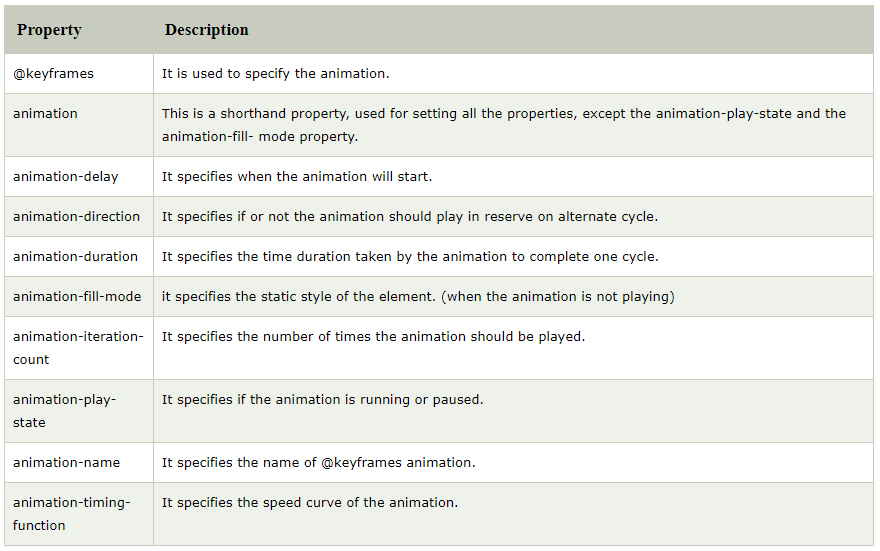 Property Description
@keyframes It is used to specify the animation.
animation This is a shorthand property, used for setting all the properties, except the animation-play-state and the
animation-fill- mode property.
animation-delay It specifies when the animation will start.
animation-direction It specifies if or not the animation should play in reserve on alternate cycle.
animation-duration It specifies the time duration taken by the animation to complete one cycle.
animation-fill-mode it specifies the static style of the element. (when the animation is not playing)
animation-iteration- It specifies the number of times the animation should be played.
count
animation-play- It specifies if the animation is running or paused.
state
animation-name It specifies the name of @keyframes animation.
animation-timing- It specifies the speed curve of the animation.
function